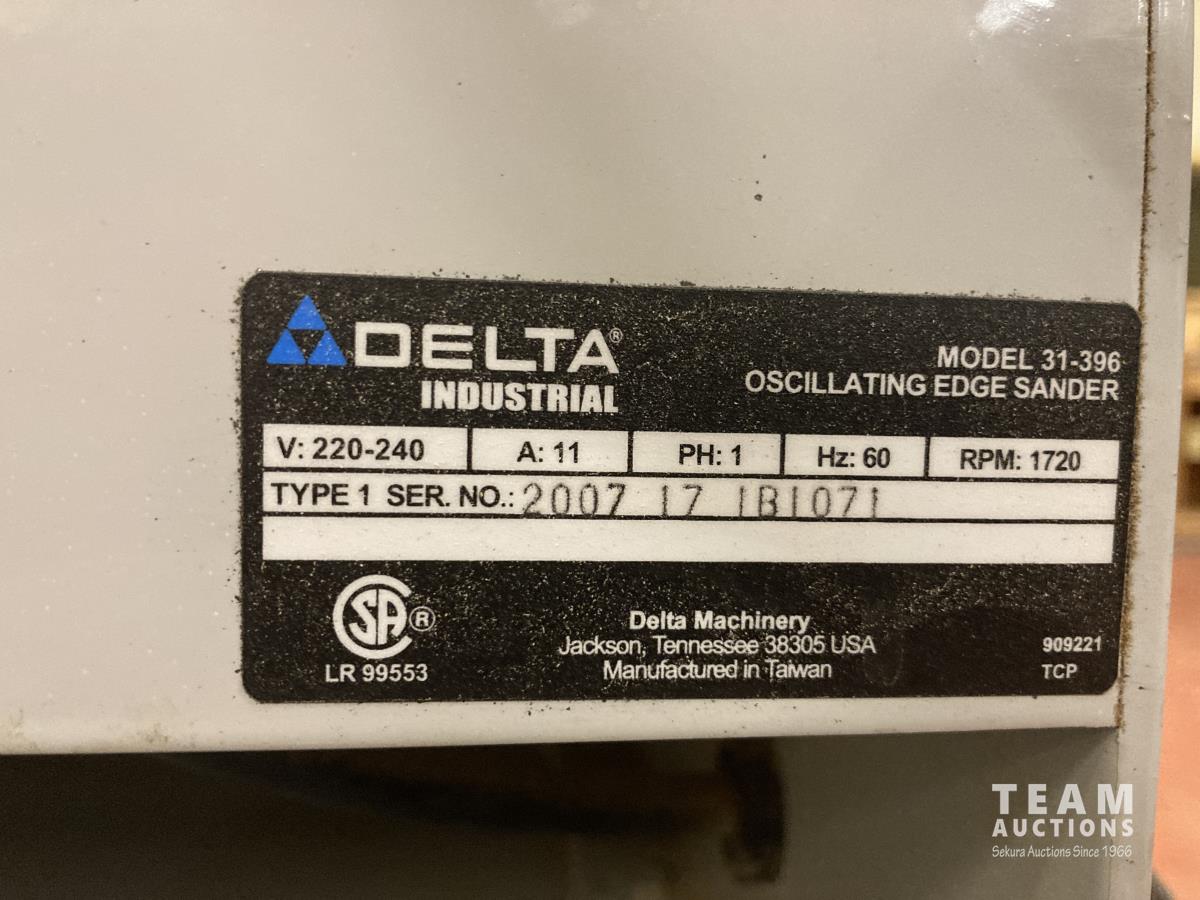 DELTA®
INDUSTRIAL
MODEL 31-396
OSCILLATING EDGE SANDER
V: 220-240 A: 11 PH: 1 Hz: 60 RPM: 1720
TYPE 1 SER. NO.: 2007 17 1B1071
SA®
LR 99553
Delta Machinery
Jackson, Tennessee 38305 USA
Manufactured in Taiwan
909221
TCP
TEAM
AUCTIONS
Sekura Auctions Since 1966